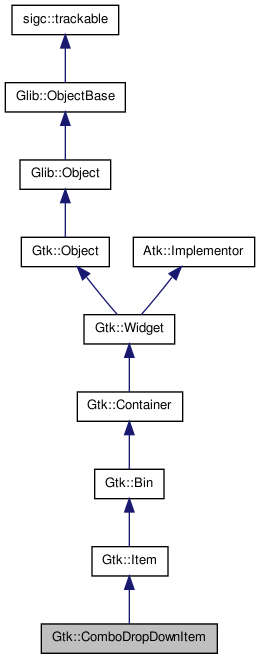 sigc::trackable
Glib::ObjectBase
Glib::Object
Gtk::Object
Atk::Implementor
Gtk::Widget
Gtk::Container
Gtk::Bin
Gtk::Item
Gtk::ComboDropDownItem